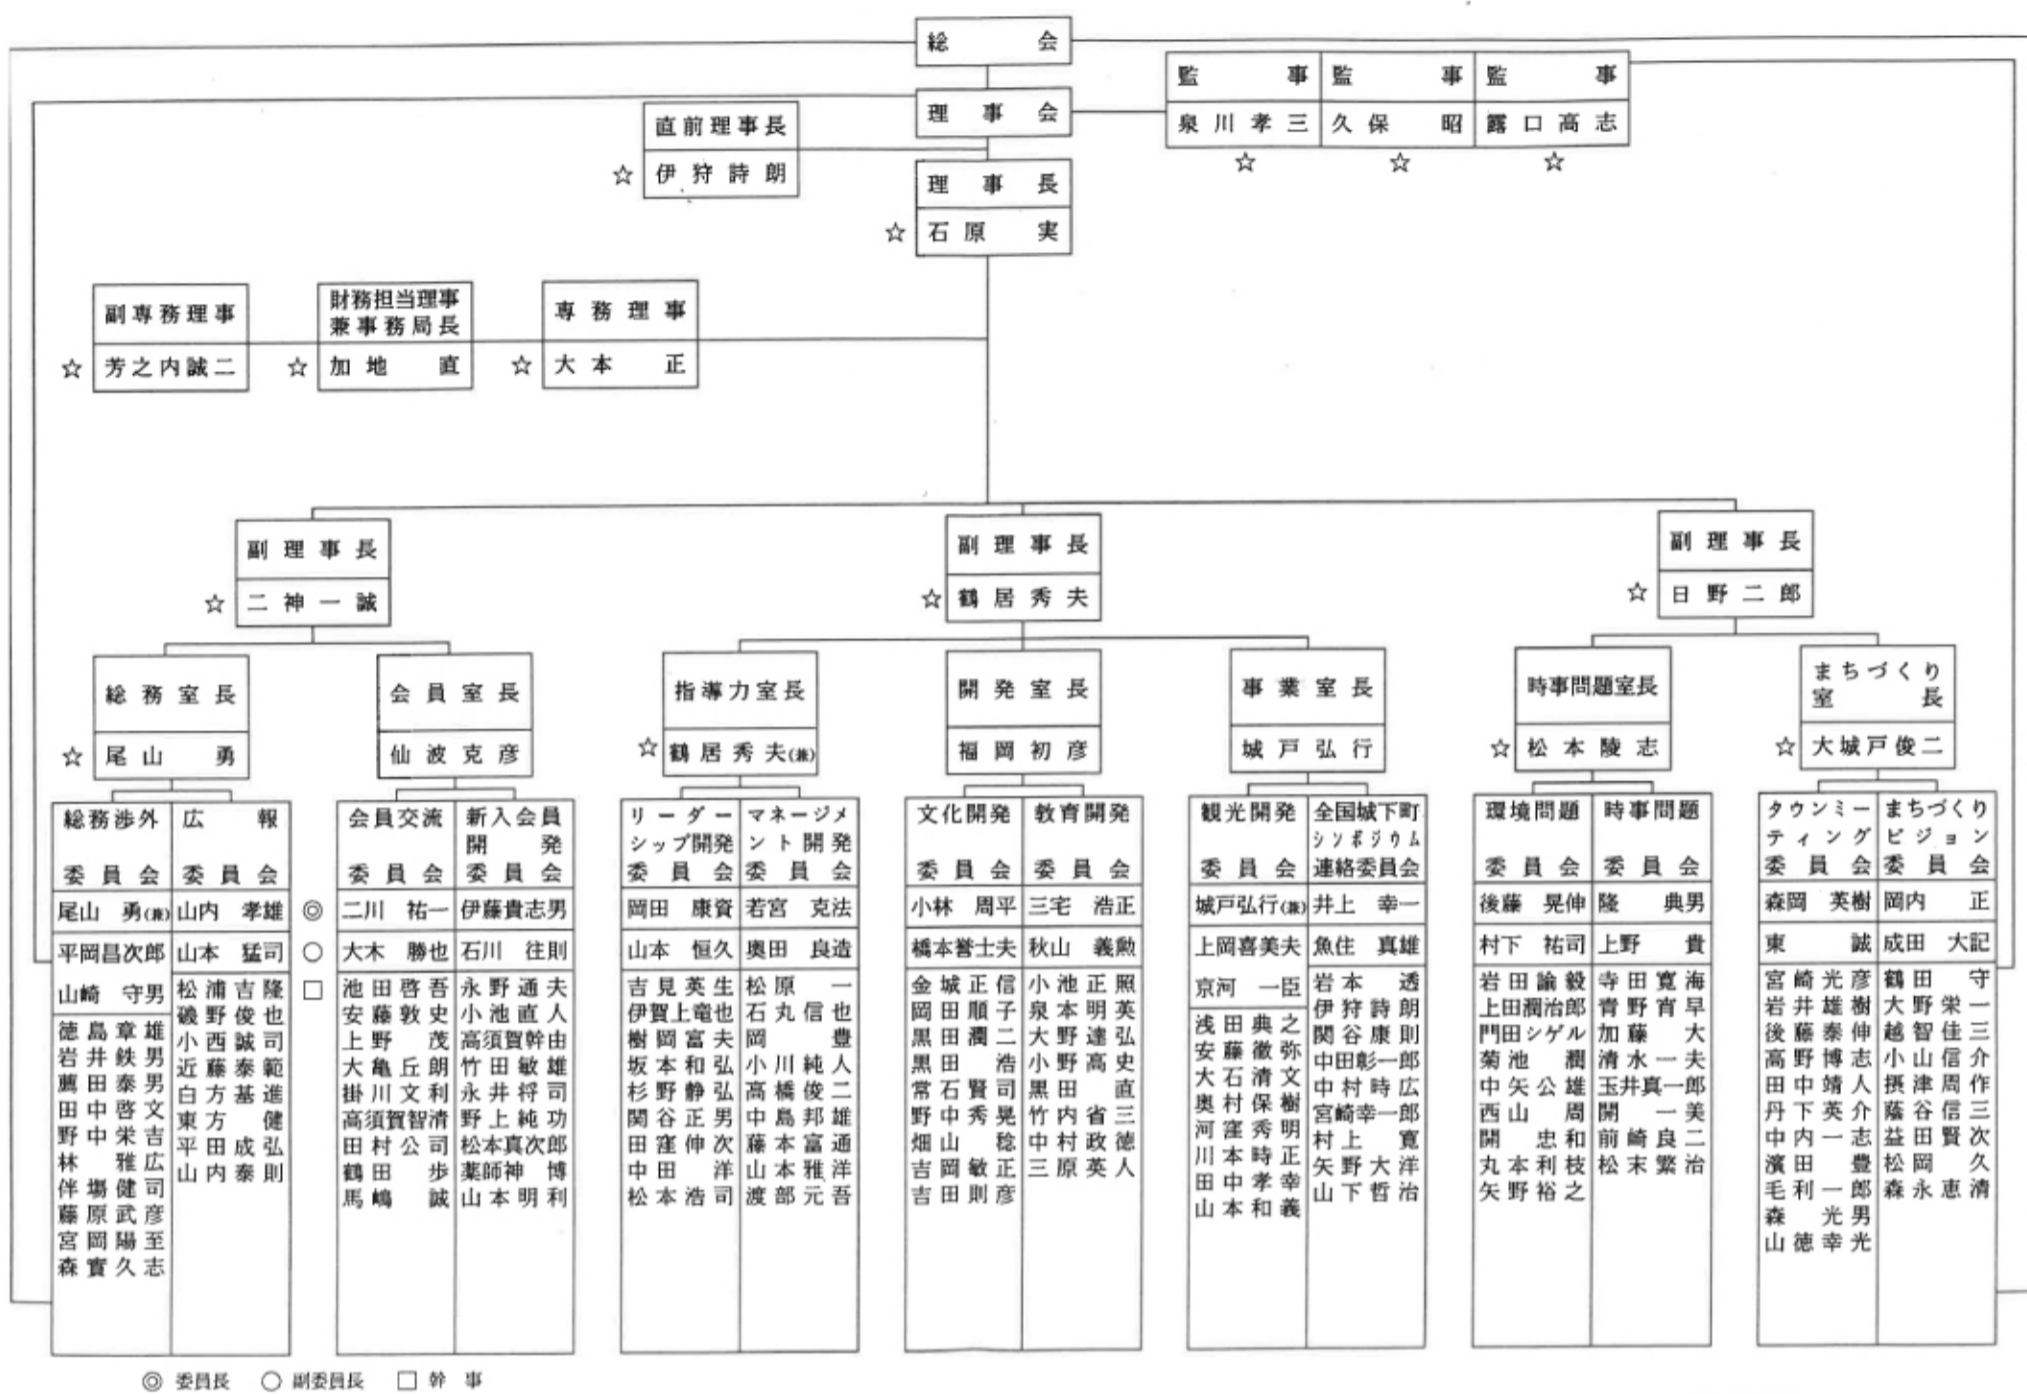 総会
理事会
監事 監事 監事
泉川孝三 久保昭 露口高志
☆ ☆ ☆
直前理事長
☆ 伊狩詩朗
理事長
☆ 石原実
副専務理事
☆ 芳之内誠二
財務担当理事
兼事務局長
☆ 加地直
専務理事
☆ 大本正
副理事長
☆ 二神一誠
副理事長
☆ 鶴居秀夫
副理事長
☆ 日野二郎
総務室長
☆ 尾山勇
会員室長
仙波克彦
指導力室長
☆ 鶴居秀夫(兼)
開発室長
福岡初彦
事業室長
城戸弘行
時事問題室長
☆ 松本陵志
まちづくり
室長
☆ 大城戸俊二
総務渉外
委員会
尾山勇(兼)
平岡昌次郎
山崎守男
徳島章雄
岩井鉄男
薦田泰男
田中啓文
野中栄吉
林雅広
伴塲健司
藤原武彦
宮岡陽至
森實久志
広報
委員会
山内孝雄
山本猛司
松浦吉隆
磯野俊也
小西誠司
近藤泰範
白方基進
東方健
平田成弘
山内泰則
◎
○
□
会員交流
委員会
二川祐一
大木勝也
池田啓吾
安藤敦史
上野茂
大亀丘朗
掛川文利
高須賀智清
田村公司
鶴田歩
馬嶋誠
新入会員
開発
委員会
伊藤貴志男
石川往則
永野通夫
小池直人
高須賀幹由
竹田敏雄
永井将司
野上純功
松本真次郎
薬師神博
山本明利
リーダー
シップ開発
委員会
岡田康資
山本恒久
吉見英生
伊賀上竜也
樹岡富夫
坂本和弘
杉野静弘
関谷正男
田窪伸次
中田洋
松本浩司
マネージメ
ント開発
委員会
若宮克法
奥田良造
松原一
石丸信也
岡豊
小川純人
高橋俊二
中島邦雄
藤本富通
山本雅洋
渡部元吾
文化開発
委員会
小林周平
橋本誉士夫
金城正信
岡田順子
黒田潤二
黒田浩
常石賢司
野中秀晃
畑山稔
吉岡敏正
吉田則彦
教育開発
委員会
三宅浩正
秋山義勲
小池正照
泉本明英
大野達弘
小野高史
黒田直
竹内省三
中村政徳
三原英人
観光開発
委員会
城戸弘行(兼)
上岡喜美夫
京河一臣
浅田典之
安藤徹弥
大石清文
奥村保樹
河窪秀明
川本時正
田中孝幸
山本和義
全国城下町
シンポジウム
連絡委員会
井上幸一
魚住真雄
岩本透
伊狩詩朗
関谷康則
中田彰一郎
中村時広
宮崎幸一郎
村上寛
矢野大洋
山下哲治
環境問題
委員会
後藤晃伸
村下祐司
岩田諭毅
上田潤治郎
門田シゲル
菊池潤
中矢公雄
西山周
開忠和
丸本利枝
矢野裕之
時事問題
委員会
隆典男
上野貴
寺田寛海
青野宵早
加藤大
清水一夫
玉井真一郎
開一美
前崎良二
松末繁治
タウンミー
ティング
委員会
森岡英樹
東誠
宮崎光彦
岩井雄樹
後藤泰伸
高野博志
田中靖人
丹下英介
中内一志
濱田豊
毛利一郎
森光男
山徳幸光
まちづくり
ビジョン
委員会
岡内正
成田大記
鶴田守
大野栄一
越智佳三
小山信介
摂津周作
蔭谷信三
益田賢次
松岡久
森永恵清
◎ 委員長 ○ 副委員長 □ 幹事